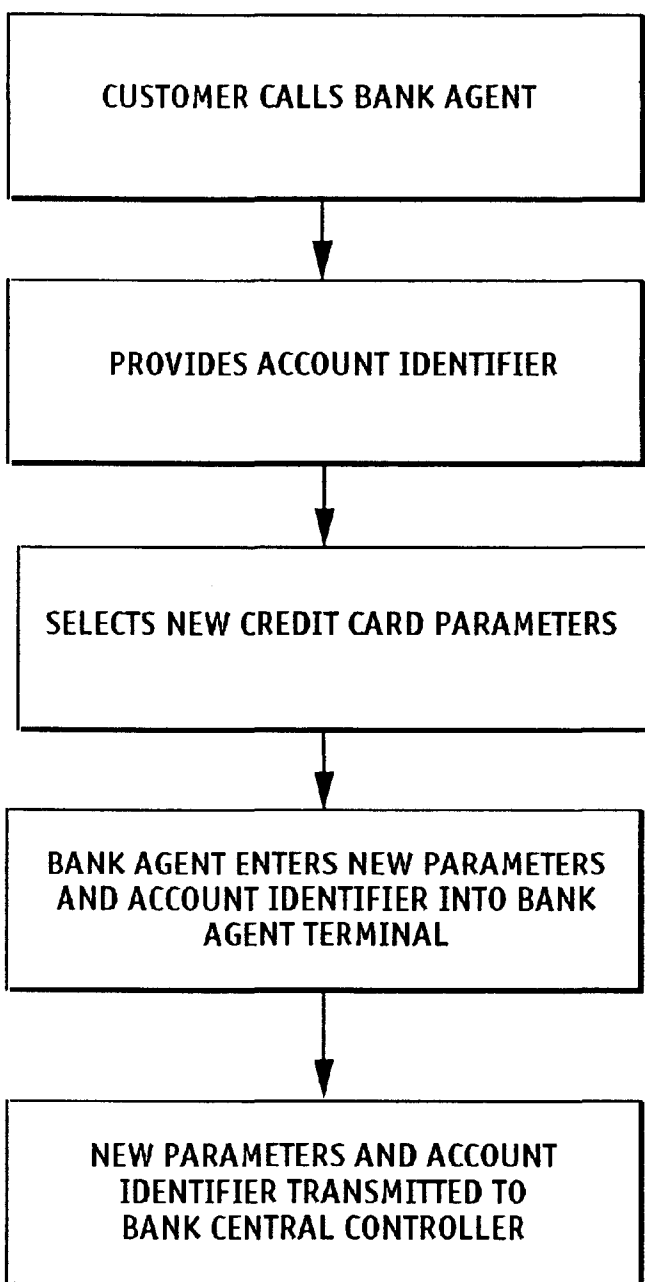 CUSTOMER CALLS BANK AGENT
PROVIDES ACCOUNT IDENTIFIER
SELECTS NEW CREDIT CARD PARAMETERS
BANK AGENT ENTERS NEW PARAMETERS
AND ACCOUNT IDENTIFIER INTO BANK
AGENT TERMINAL
NEW PARAMETERS AND ACCOUNT
IDENTIFIER TRANSMITTED TO
BANK CENTRAL CONTROLLER